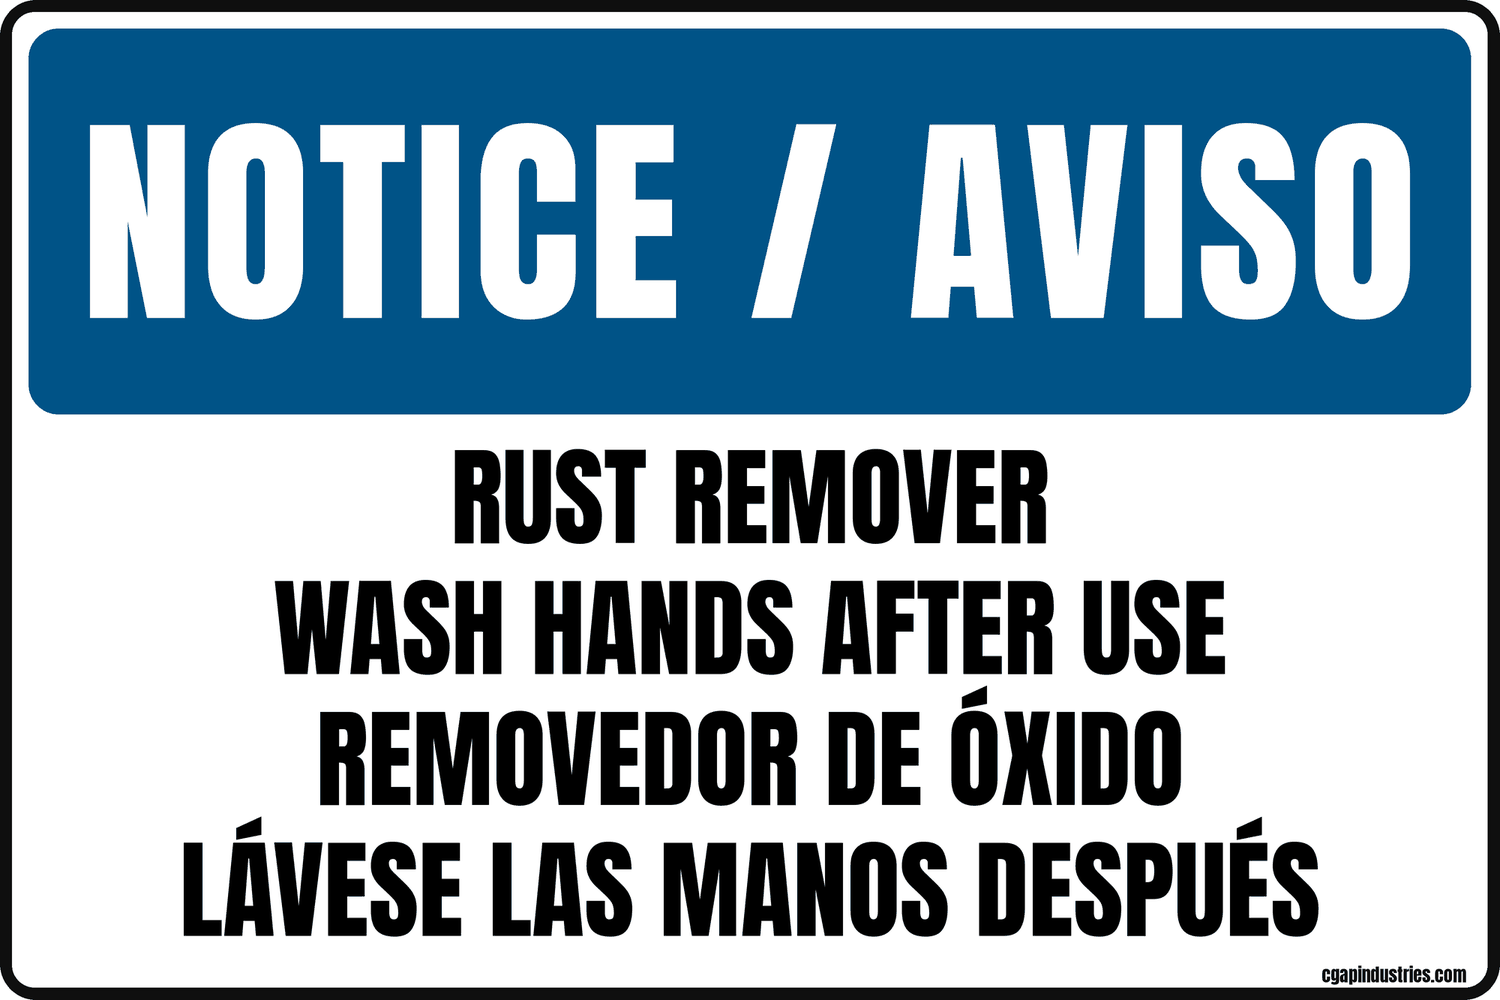 NOTICE / AVISO
RUST REMOVER
WASH HANDS AFTER USE
REMOVEDOR DE ÓXIDO
LÁVESE LAS MANOS DESPUÉS
cgapindustries.com